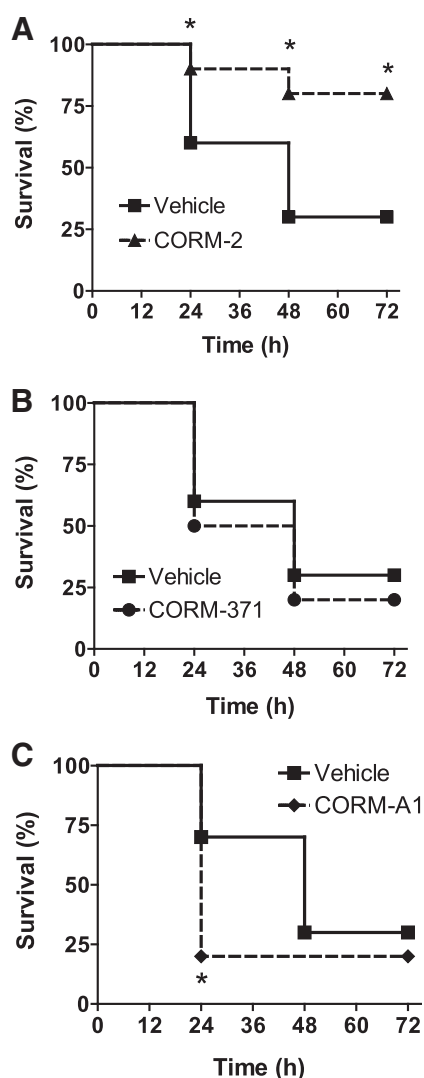 A
Survival (%)
100
75
50
25
0
* * *
Vehicle
CORM-2
0 12 24 36 48 60 72
Time (h)
B
Survival (%)
100
75
50
25
0
Vehicle
CORM-371
0 12 24 36 48 60 72
Time (h)
C
Survival (%)
100
75
50
25
0
Vehicle
CORM-A1
*
0 12 24 36 48 60 72
Time (h)